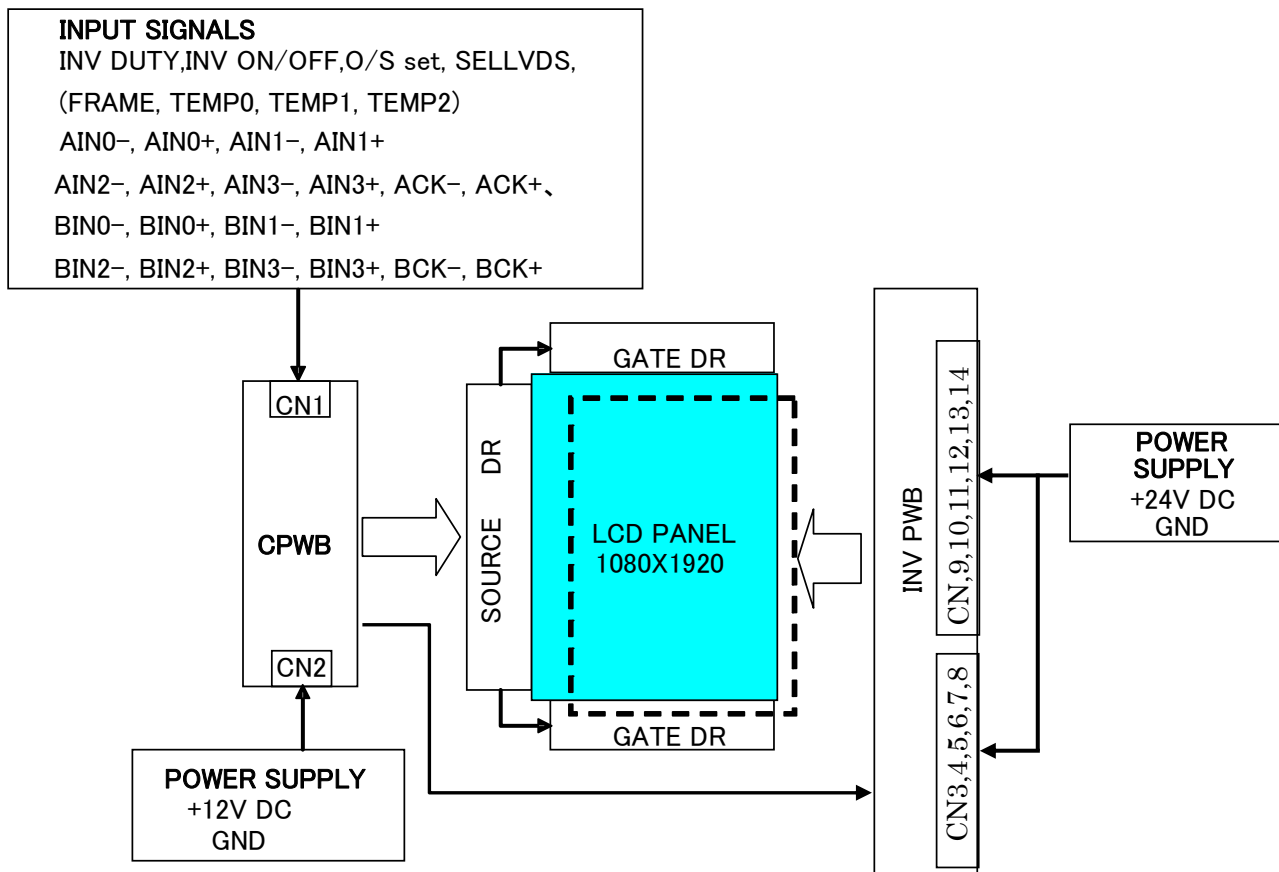 INPUT SIGNALS
INV DUTY,INV ON/OFF,O/S set, SELLVDS,
(FRAME, TEMP0, TEMP1, TEMP2)
AIN0−, AIN0+, AIN1−, AIN1+
AIN2−, AIN2+, AIN3−, AIN3+, ACK−, ACK+、
BIN0−, BIN0+, BIN1−, BIN1+
BIN2−, BIN2+, BIN3−, BIN3+, BCK−, BCK+
GATE DR
CN1
CPWB
CN2
SOURCE DR
LCD PANEL
1080X1920
GATE DR
INV PWB
CN,9,10,11,12,13,14
CN3,4,5,6,7,8
POWER
SUPPLY
+24V DC
GND
POWER SUPPLY
+12V DC
GND